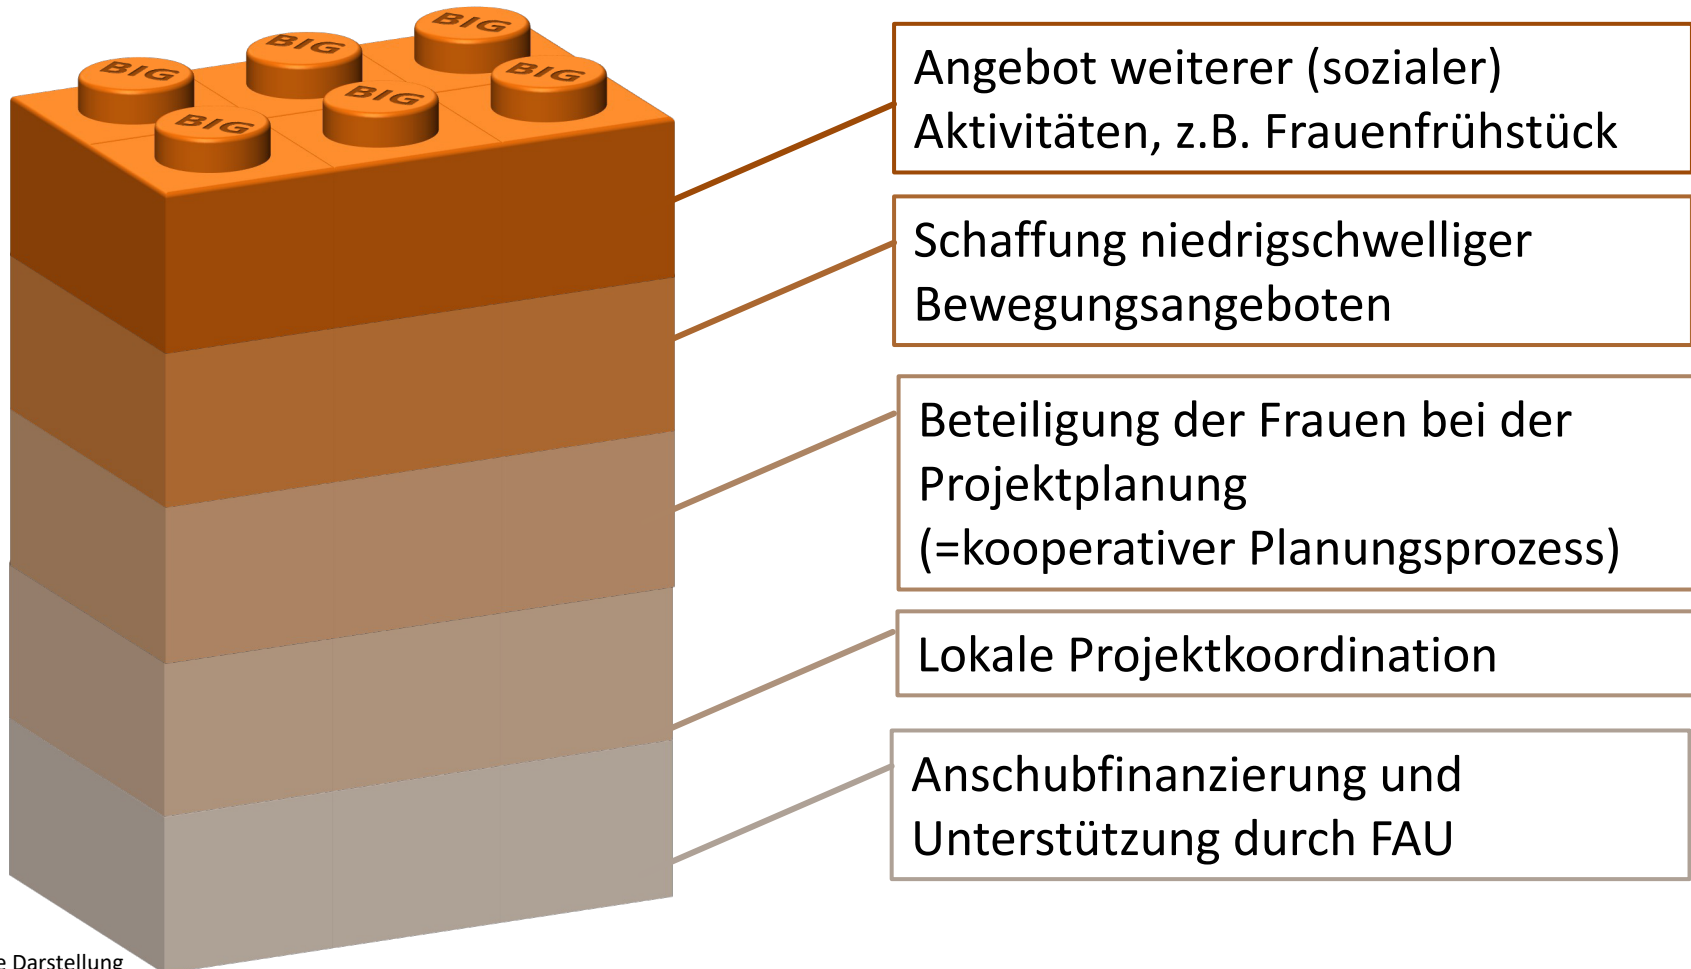 BIG
BIG
BIG
BIG
BIG
BIG
Angebot weiterer (sozialer)
Aktivitäten, z.B. Frauenfrühstück
Schaffung niedrigschwelliger
Bewegungsangeboten
Beteiligung der Frauen bei der
Projektplanung
(=kooperativer Planungsprozess)
Lokale Projektkoordination
Anschubfinanzierung und
Unterstützung durch FAU
e Darstellung